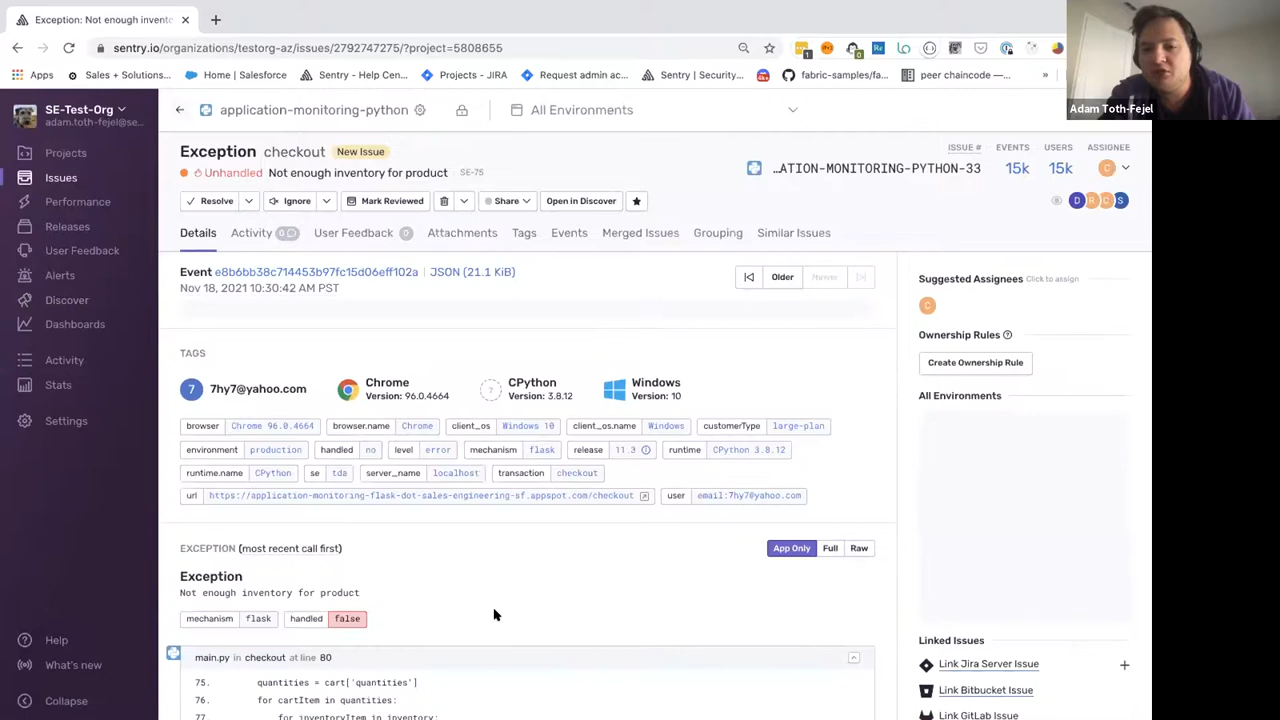 Exception: Not enough invento
sentry.io/organizations/testorg-az/issues/2792747275/?project=5808655
Apps
Sales + Solutions...
Home | Salesforce
Sentry - Help Cen...
Projects - JIRA
Request admin ac...
Sentry | Security...
fabric-samples/fa...
peer chaincode — ...
»
Adam Toth-Fejel
SE-Test-Org
adam.toth-fejel@se...
Projects
Issues
Performance
Releases
User Feedback
Alerts
Discover
Dashboards
Activity
Stats
Settings
Help
What's new
Collapse
application-monitoring-python
All Environments
Exception checkout New Issue
Unhandled Not enough inventory for product SE-75
ISSUE # EVENTS USERS ASSIGNEE
...ATION-MONITORING-PYTHON-33 15k 15k C
Resolve Ignore Mark Reviewed Share Open in Discover
D R C S
Details Activity 0 User Feedback 0 Attachments Tags Events Merged Issues Grouping Similar Issues
Event e8b6bb38c714453b97fc15d06eff102a | JSON (21.1 KiB)
Nov 18, 2021 10:30:42 AM PST
Older Newer
TAGS
7 7hy7@yahoo.com
Chrome
Version: 96.0.4664
CPython
Version: 3.8.12
Windows
Version: 10
browser Chrome 96.0.4664 browser.name Chrome client_os Windows 10 client_os.name Windows customerType large-plan
environment production handled no level error mechanism flask release 11.3 runtime CPython 3.8.12
runtime.name CPython se tda server_name localhost transaction checkout
url https://application-monitoring-flask-dot-sales-engineering-sf.appspot.com/checkout user email:7hy7@yahoo.com
EXCEPTION (most recent call first)
App Only Full Raw
Exception
Not enough inventory for product
mechanism flask handled false
main.py in checkout at line 80
75. quantities = cart['quantities']
76. for cartItem in quantities:
77. for inventoryItem in inventory:
Suggested Assignees Click to assign
C
Ownership Rules
Create Ownership Rule
All Environments
Linked Issues
Link Jira Server Issue
Link Bitbucket Issue
Link GitLab Issue